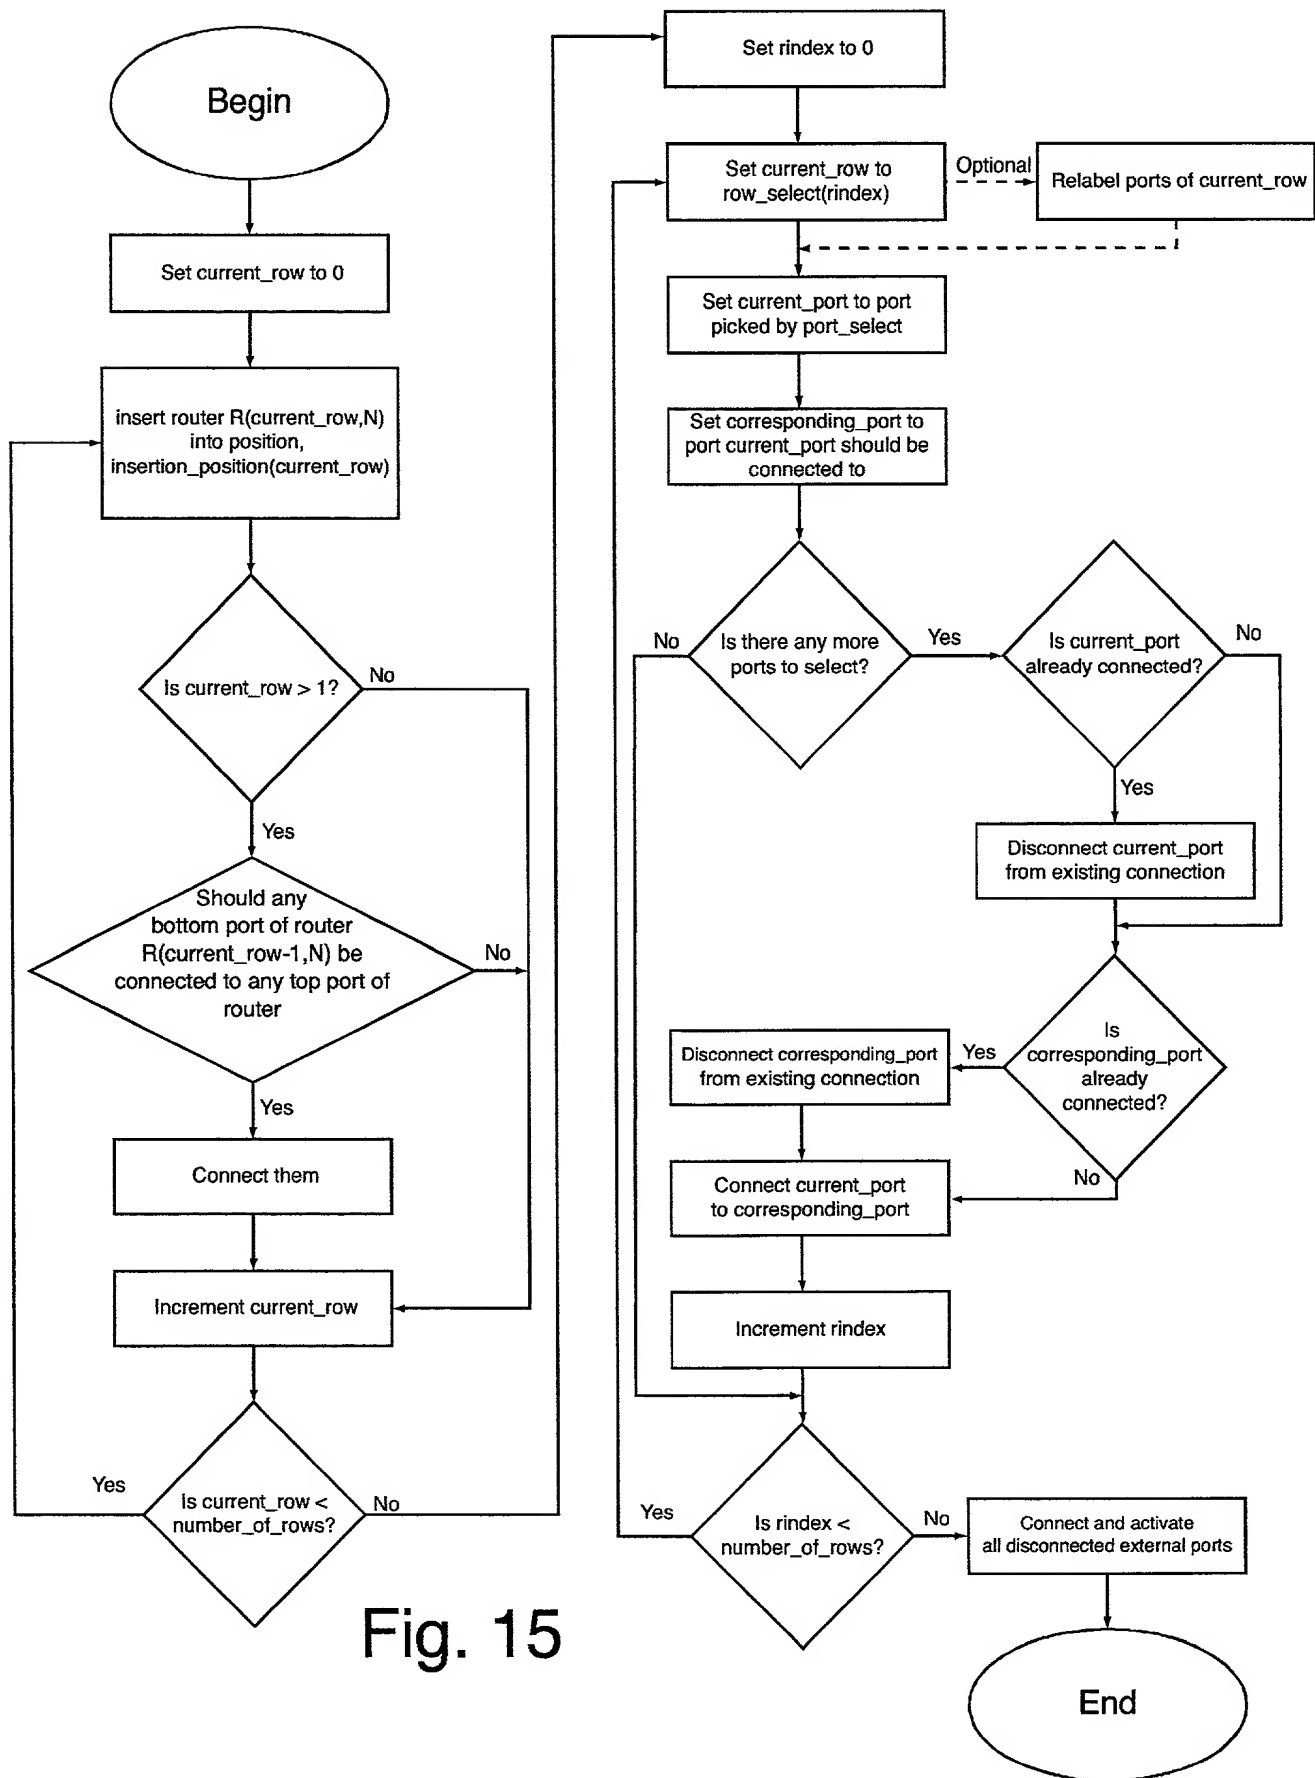 Begin
Set current_row to 0
insert router R(current_row,N)
into position,
insertion_position(current_row)
Is current_row > 1?
No
Yes
Should any
bottom port of router
R(current_row-1,N) be
connected to any top port of
router
No
Yes
Connect them
Increment current_row
Is current_row <
number_of_rows?
Yes
No
Set rindex to 0
Set current_row to
row_select(rindex)
Optional
Relabel ports of current_row
Set current_port to port
picked by port_select
Set corresponding_port to
port current_port should be
connected to
Is there any more
ports to select?
No
Yes
Is current_port
already connected?
No
Yes
Disconnect current_port
from existing connection
Is
corresponding_port
already
connected?
Yes
No
Disconnect corresponding_port
from existing connection
Connect current_port
to corresponding_port
Increment rindex
Is rindex <
number_of_rows?
Yes
No
Connect and activate
all disconnected external ports
End
Fig. 15